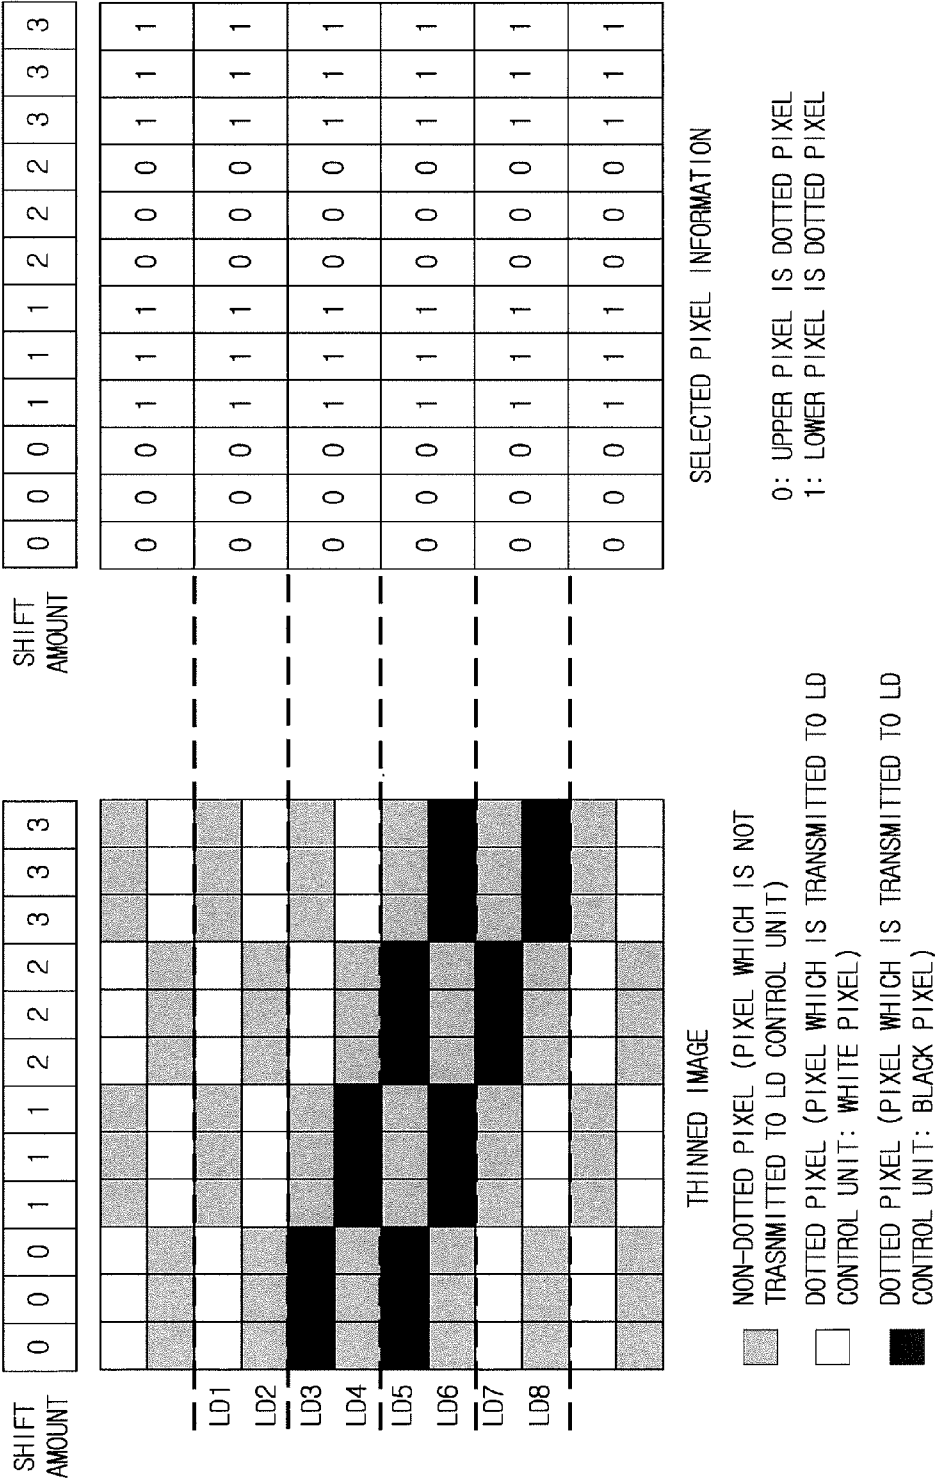 SHIFT
AMOUNT
0 0 0 1 1 1 2 2 2 3 3 3
LD1
LD2
LD3
LD4
LD5
LD6
LD7
LD8
THINNED IMAGE
NON-DOTTED PIXEL (PIXEL WHICH IS NOT
TRASNMITTED TO LD CONTROL UNIT)
DOTTED PIXEL (PIXEL WHICH IS TRANSMITTED TO LD
CONTROL UNIT: WHITE PIXEL)
DOTTED PIXEL (PIXEL WHICH IS TRANSMITTED TO LD
CONTROL UNIT: BLACK PIXEL)
SHIFT
AMOUNT
0 0 0 1 1 1 2 2 2 3 3 3
0 0 0 1 1 1 0 0 0 1 1 1
0 0 0 1 1 1 0 0 0 1 1 1
0 0 0 1 1 1 0 0 0 1 1 1
0 0 0 1 1 1 0 0 0 1 1 1
0 0 0 1 1 1 0 0 0 1 1 1
0 0 0 1 1 1 0 0 0 1 1 1
SELECTED PIXEL INFORMATION
0: UPPER PIXEL IS DOTTED PIXEL
1: LOWER PIXEL IS DOTTED PIXEL